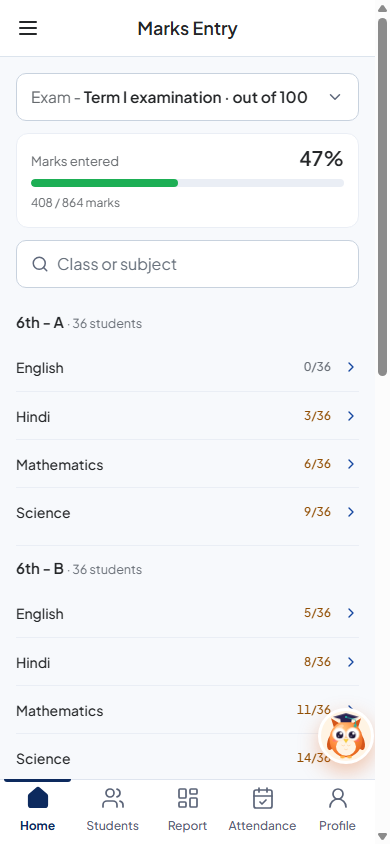 Marks Entry
Exam - Term I examination · out of 100
Marks entered 47%
408 / 864 marks
Class or subject
6th – A · 36 students
English 0/36
Hindi 3/36
Mathematics 6/36
Science 9/36
6th – B · 36 students
English 5/36
Hindi 8/36
Mathematics 11/36
Science 14/36
Home Students Report Attendance Profile